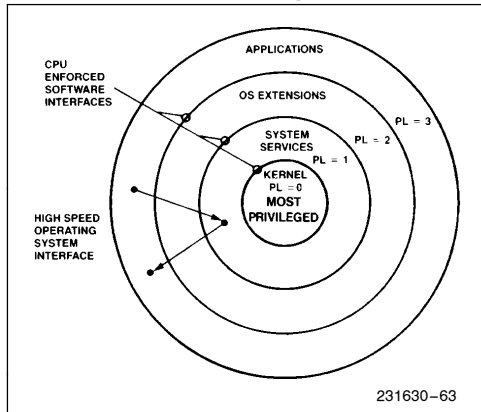 APPLICATIONS
CPU
ENFORCED
SOFTWARE
INTERFACES
OS EXTENSIONS
PL = 3
SYSTEM
SERVICES
PL = 2
PL = 1
KERNEL
PL = 0
MOST
PRIVILEGED
HIGH SPEED
OPERATING
SYSTEM
INTERFACE
231630–63